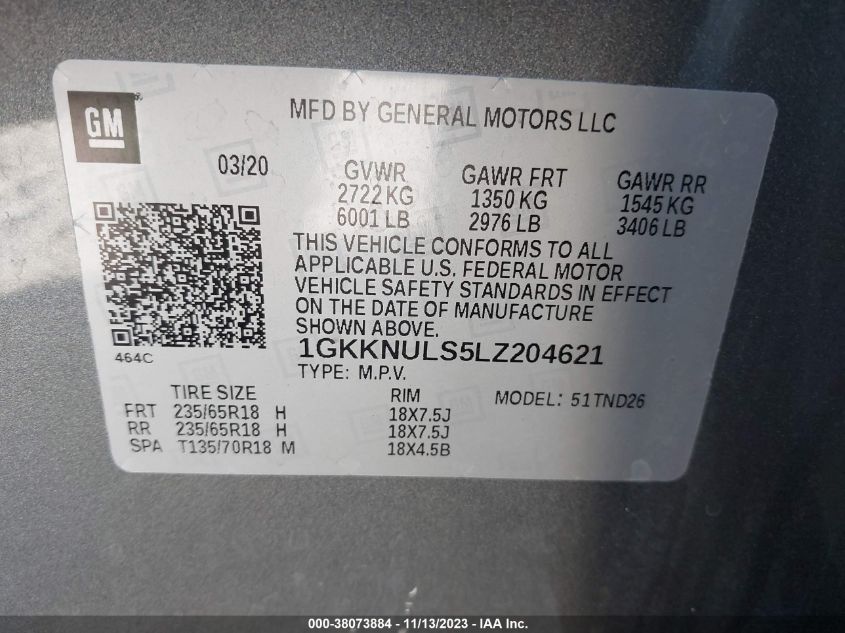 GM
MFD BY GENERAL MOTORS LLC
03/20
GVWR GAWR FRT GAWR RR
2722 KG 1350 KG 1545 KG
6001 LB 2976 LB 3406 LB
THIS VEHICLE CONFORMS TO ALL
APPLICABLE U.S. FEDERAL MOTOR
VEHICLE SAFETY STANDARDS IN EFFECT
ON THE DATE OF MANUFACTURE
SHOWN ABOVE.
464C
1GKKNULS5LZ204621
TYPE: M.P.V.
TIRE SIZE RIM MODEL: 51TND26
FRT 235/65R18 H 18X7.5J
RR 235/65R18 H 18X7.5J
SPA T135/70R18 M 18X4.5B
000-38073884 - 11/13/2023 - IAA Inc.